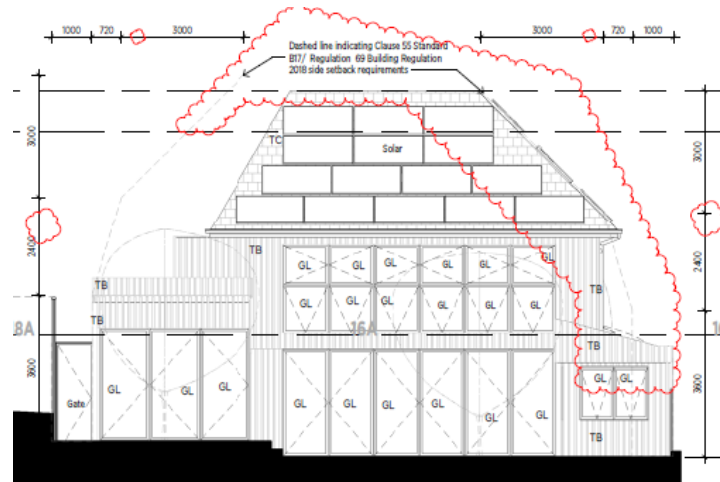 1000 720 3000
3000 720 1000
Dashed line indicating Clause 55 Standard
B17/ Regulation 69 Building Regulation
2018 side setback requirements
3000
3000
TC
Solar
2400
2400
TB
GL GL GL GL GL GL
TB
TB
GL GL GL GL GL GL
TB
8A
16A
TB
3600
3600
GL GL
GL GL GL
Gate
GL GL GL GL GL GL
TB